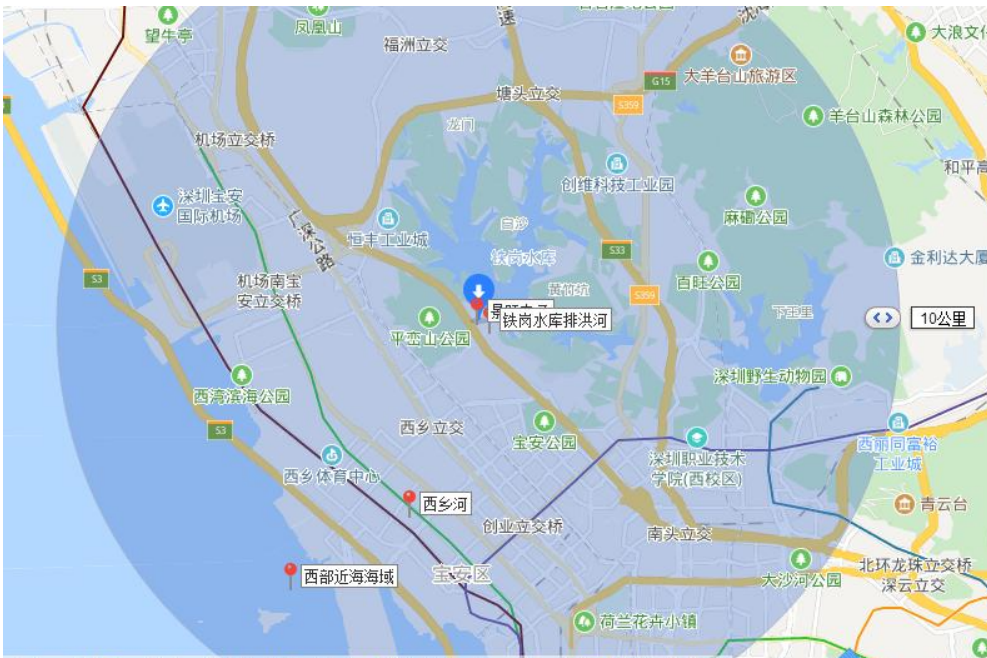 望牛亭
凤凰山
福洲立交
大羊台山旅游区
G15
塘头立交
S359
羊台山森林公园
机场立交桥
龙门
创维科技工业园
深圳宝安
国际机场
麻磡公园
恒丰工业城
白沙
广深公路
铁岗水库
S33
金利达大厦
百旺公园
S3
机场南宝
安立交桥
黄竹坑
S359
下王里
10公里
铁岗水库排洪河
平峦山公园
深圳野生动物园
西湾滨海公园
西乡立交
宝安公园
S3
深圳职业技术
学院(西校区)
西丽同富裕
工业城
西乡体育中心
西乡河
创业立交桥
南头立交
青云台
西部近海海域
宝安区
大沙河公园
北环龙珠立交桥
深云立交
荷兰花卉小镇